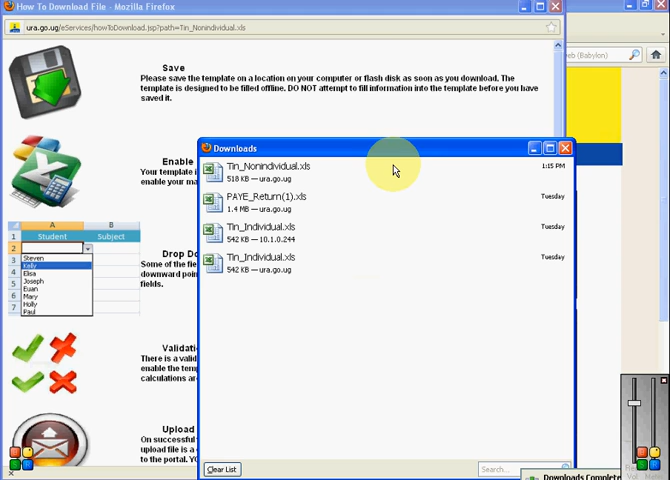 How To Download File - Mozilla Firefox
ura.go.ug/eServices/howToDownload.jsp?path=Tin_Nonindividual.xls
eb (Babylon)
Save
Please save the template on a location on your computer or flash disk as soon as you download. The
template is designed to be filled offline. DO NOT attempt to fill information into the template before you have
saved it.
Enable
Your template i
enable your ma
A B
1 Student Subject
2
3 Steven
4 Kelly
5 Elisa
Joseph
6 Euan
Mary
7 Holly
Paul
Drop Do
Some of the
downward poin
fields.
Validati
There is a valid
enable the temp
calculations are
Upload
On successful
upload file is a
to the portal. Yo
Downloads
Tin_Nonindividual.xls 1:15 PM
518 KB — ura.go.ug
PAYE_Return(1).xls Tuesday
1.4 MB — ura.go.ug
Tin_Individual.xls Tuesday
542 KB — 10.1.0.244
Tin_Individual.xls Tuesday
542 KB — ura.go.ug
Clear List
Search...
Downloads Complete